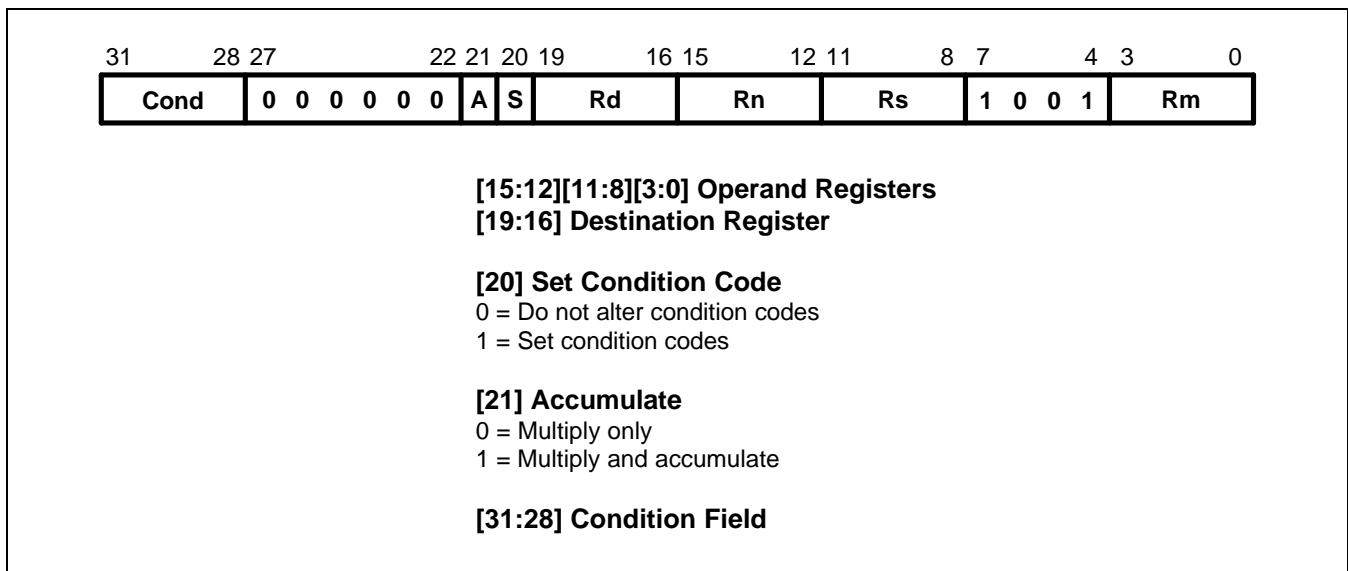 31 28 27 22 21 20 19 16 15 12 11 8 7 4 3 0
Cond 0 0 0 0 0 0 A S Rd Rn Rs 1 0 0 1 Rm
[15:12][11:8][3:0] Operand Registers
[19:16] Destination Register
[20] Set Condition Code
0 = Do not alter condition codes
1 = Set condition codes
[21] Accumulate
0 = Multiply only
1 = Multiply and accumulate
[31:28] Condition Field